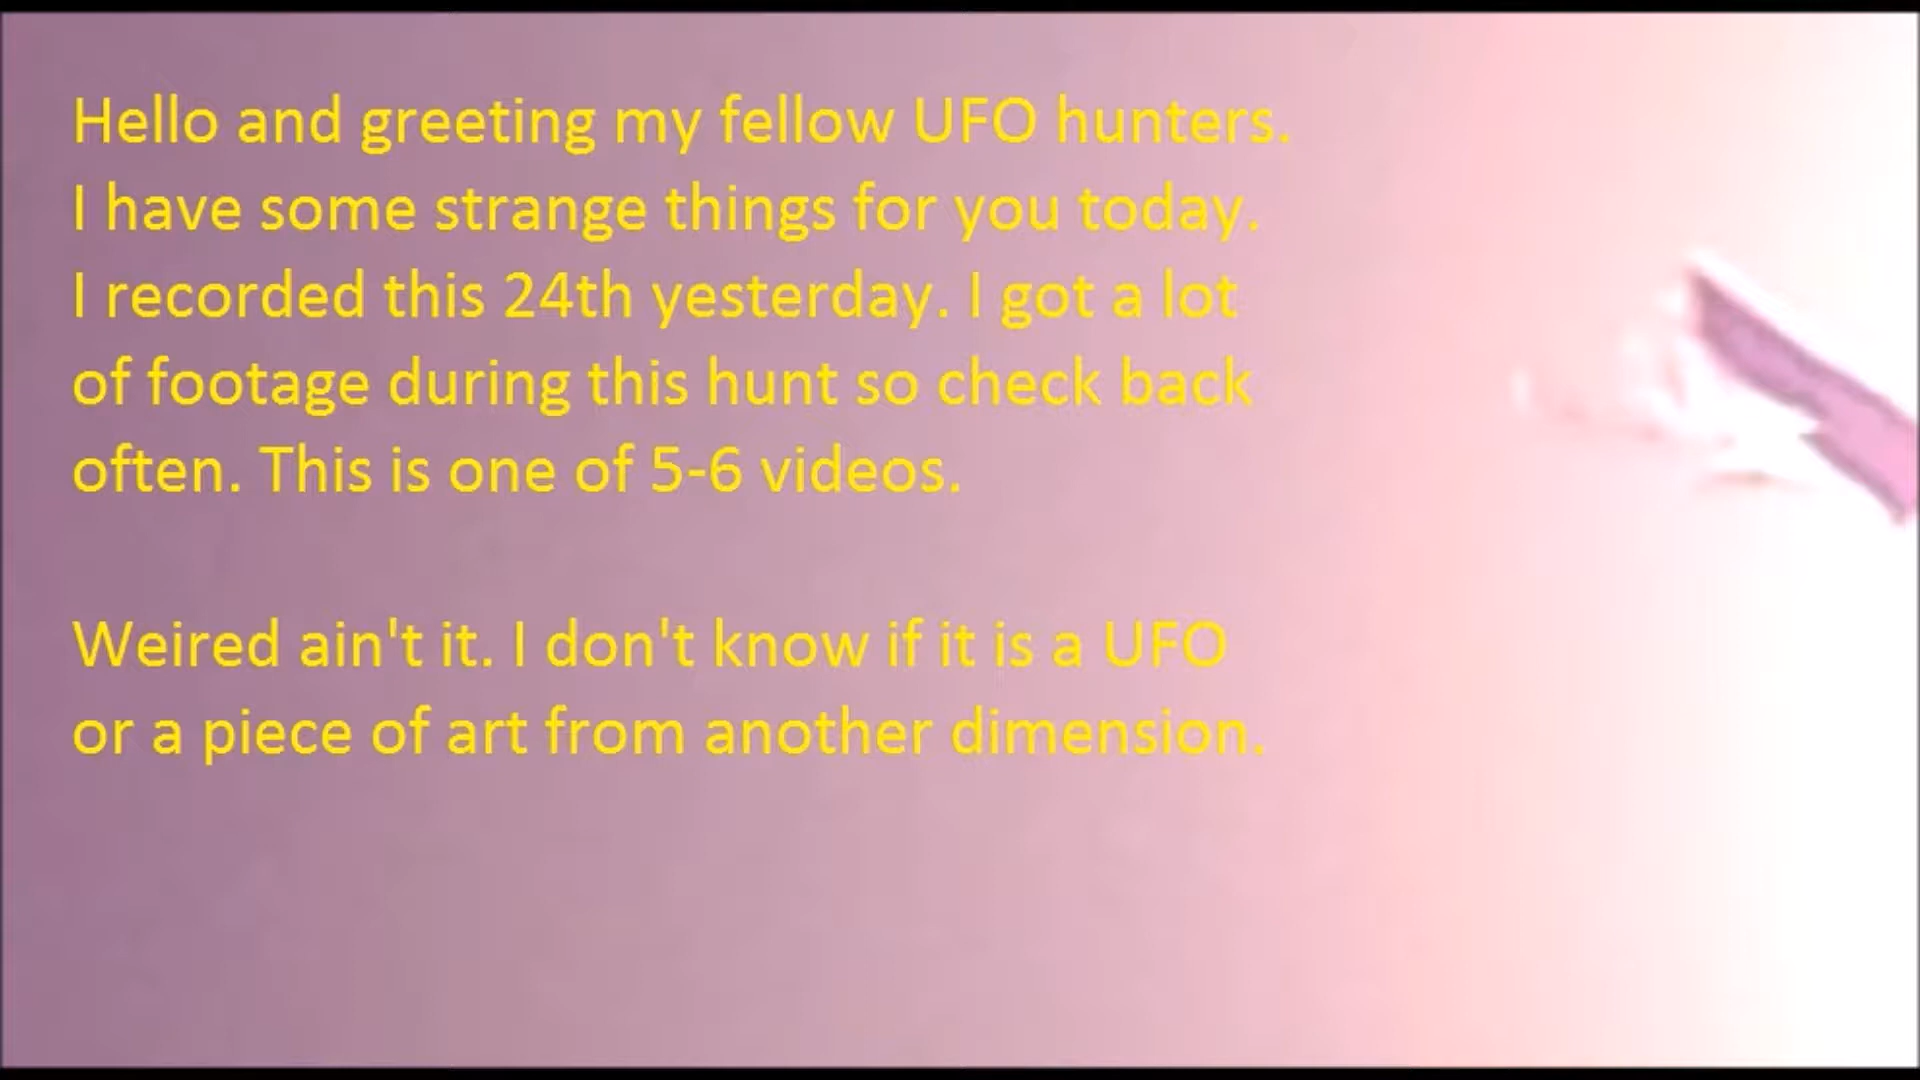 Hello and greeting my fellow UFO hunters.
I have some strange things for you today.
I recorded this 24th yesterday. I got a lot
of footage during this hunt so check back
often. This is one of 5-6 videos.
Weired ain't it. I don't know if it is a UFO
or a piece of art from another dimension.